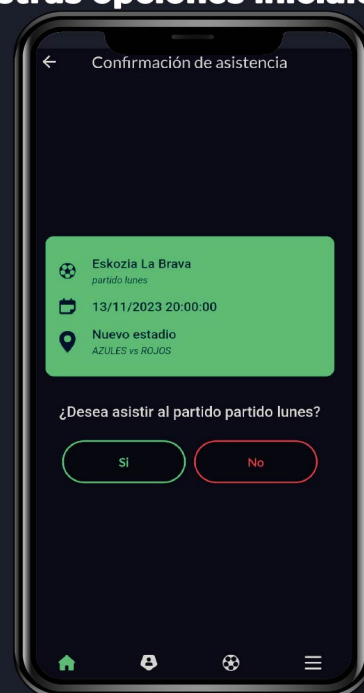 Confirmación de asistencia
Eskozia La Brava
partido lunes
13/11/2023 20:00:00
Nuevo estadio
AZULES vs ROJOS
¿Desea asistir al partido partido lunes?
Si
No